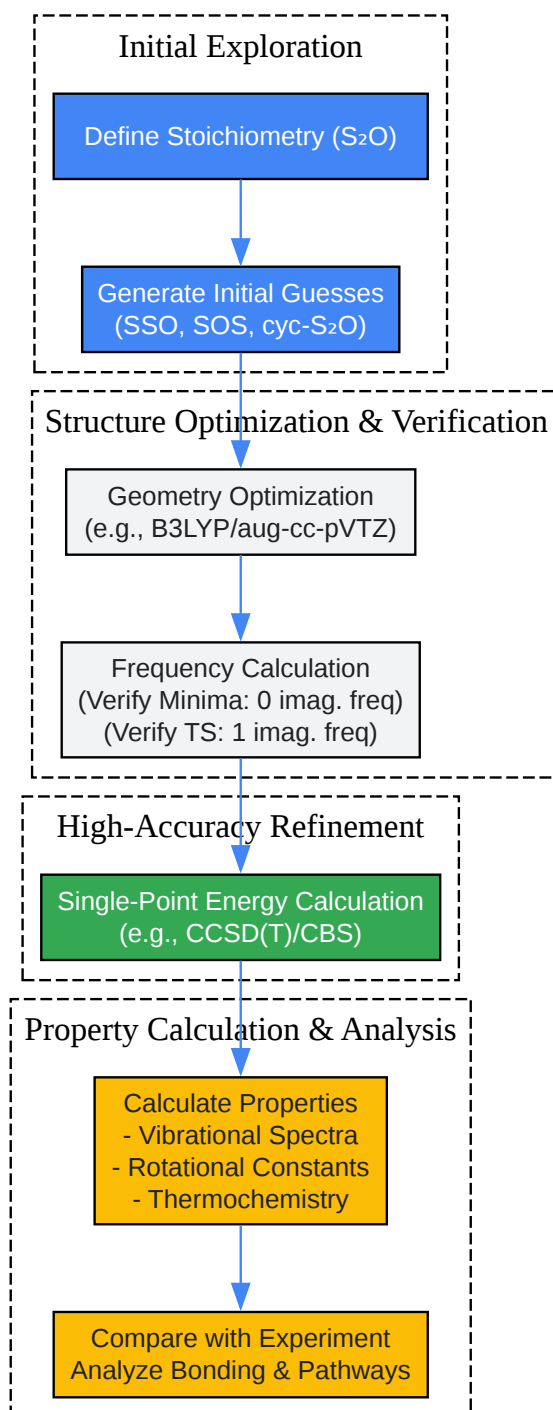 Initial Exploration
Define Stoichiometry (S₂O)
Generate Initial Guesses
(SSO, SOS, cyc-S₂O)
Structure Optimization & Verification
Geometry Optimization
(e.g., B3LYP/aug-cc-pVTZ)
Frequency Calculation
(Verify Minima: 0 imag. freq)
(Verify TS: 1 imag. freq)
High-Accuracy Refinement
Single-Point Energy Calculation
(e.g., CCSD(T)/CBS)
Property Calculation & Analysis
Calculate Properties
- Vibrational Spectra
- Rotational Constants
- Thermochemistry
Compare with Experiment
Analyze Bonding & Pathways